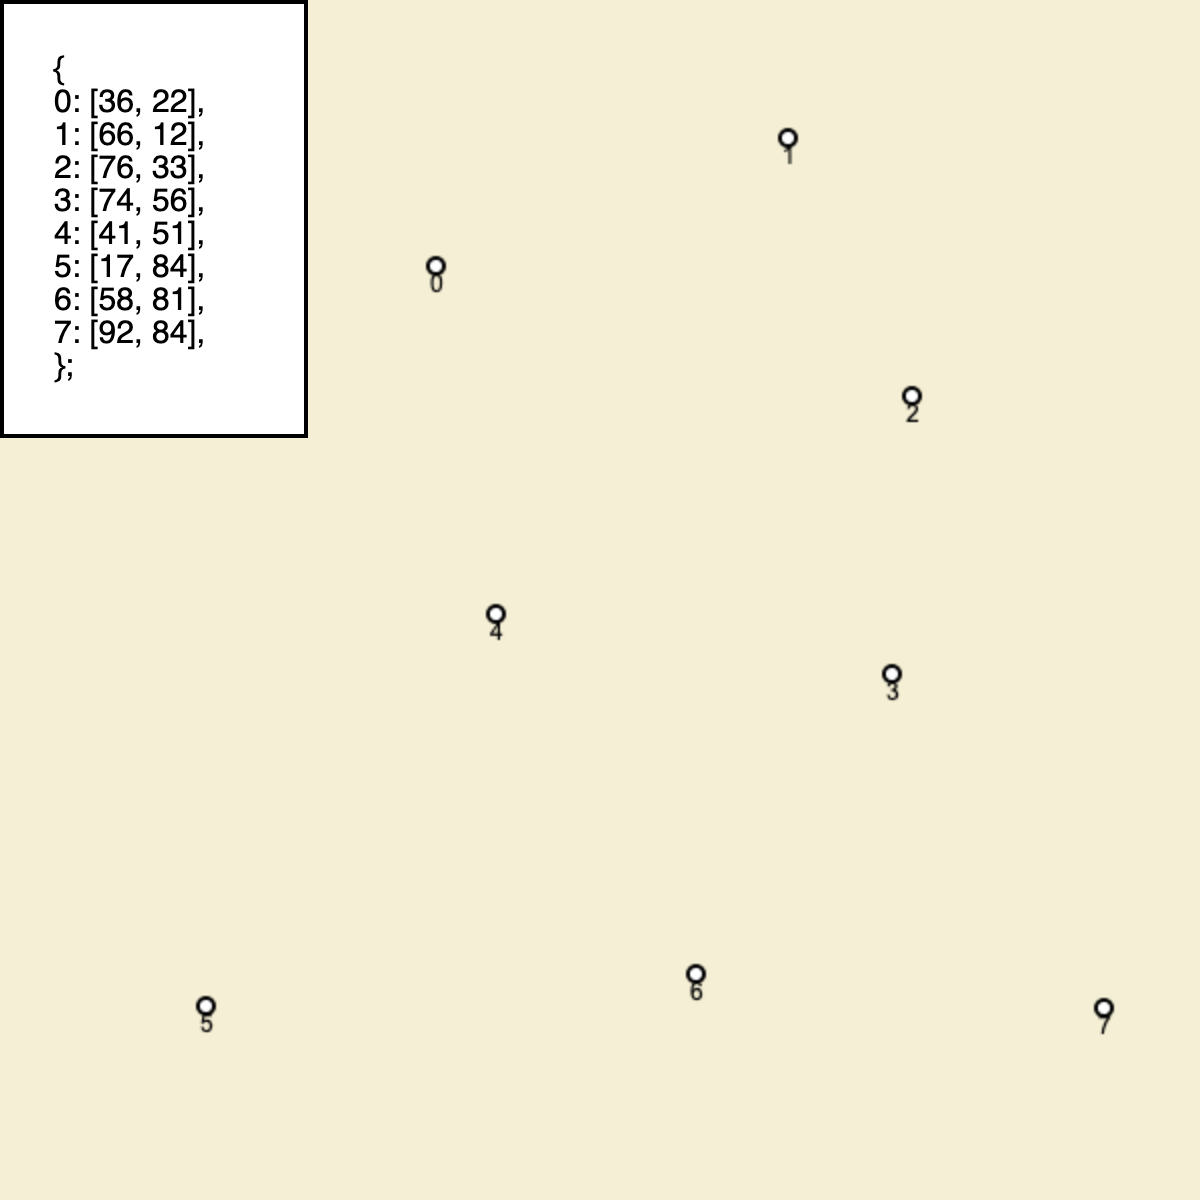 {
0: [36, 22],
1: [66, 12],
2: [76, 33],
3: [74, 56],
4: [41, 51],
5: [17, 84],
6: [58, 81],
7: [92, 84],
};
1
0
2
4
3
6
5
7